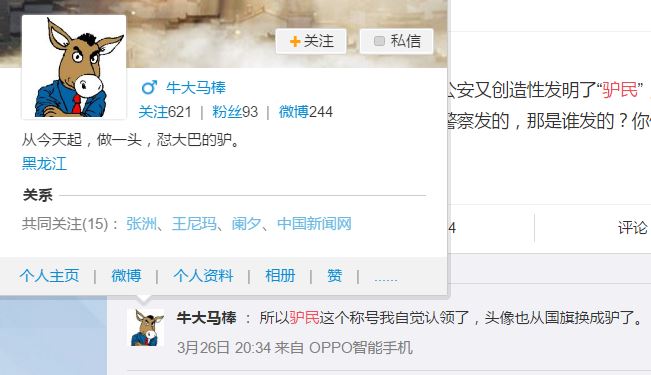 +关注
私信
牛大马棒
关注621 | 粉丝93 | 微博244
从今天起，做一头，怼大巴的驴。
黑龙江
关系
共同关注(15)：张洲、王尼玛、阑夕、中国新闻网
个人主页 | 微博 | 个人资料 | 相册 | 赞 | ......
公安又创造性发明了“驴民”，
警察发的，那是谁发的？你
4
评论
牛大马棒 ：所以驴民这个称号我自觉认领了，头像也从国旗换成驴了。
3月26日 20:34 来自 OPPO智能手机